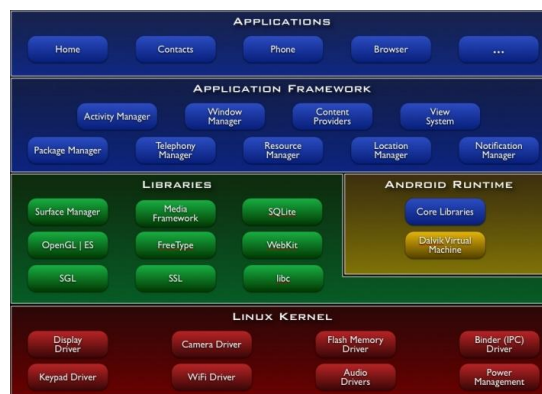 APPLICATIONS
Home
Contacts
Phone
Browser
...
APPLICATION FRAMEWORK
Activity Manager
Window
Manager
Content
Providers
View
System
Package Manager
Telephony
Manager
Resource
Manager
Location
Manager
Notification
Manager
LIBRARIES
Surface Manager
Media
Framework
SQLite
OpenGL | ES
FreeType
WebKit
SGL
SSL
libc
ANDROID RUNTIME
Core Libraries
Dalvik Virtual
Machine
LINUX KERNEL
Display
Driver
Camera Driver
Flash Memory
Driver
Binder (IPC)
Driver
Keypad Driver
WiFi Driver
Audio
Drivers
Power
Management